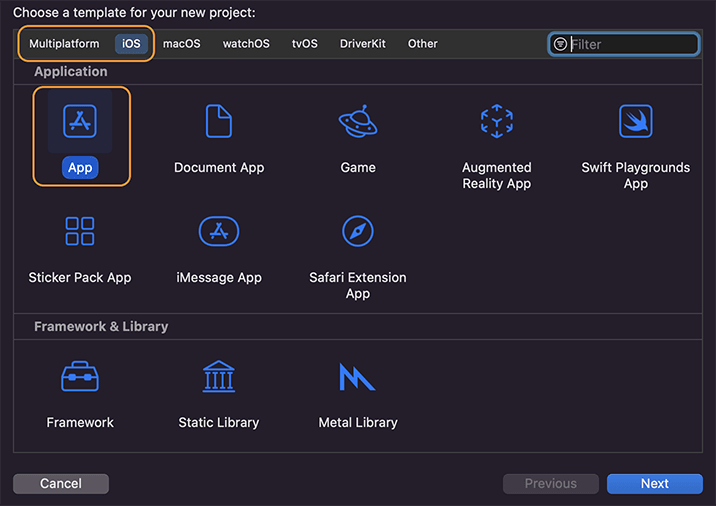 Choose a template for your new project:
Multiplatform iOS macOS watchOS tvOS DriverKit Other Filter
Application
App Document App Game Augmented Reality App Swift Playgrounds App
Sticker Pack App iMessage App Safari Extension App
Framework & Library
Framework Static Library Metal Library
Cancel Previous Next